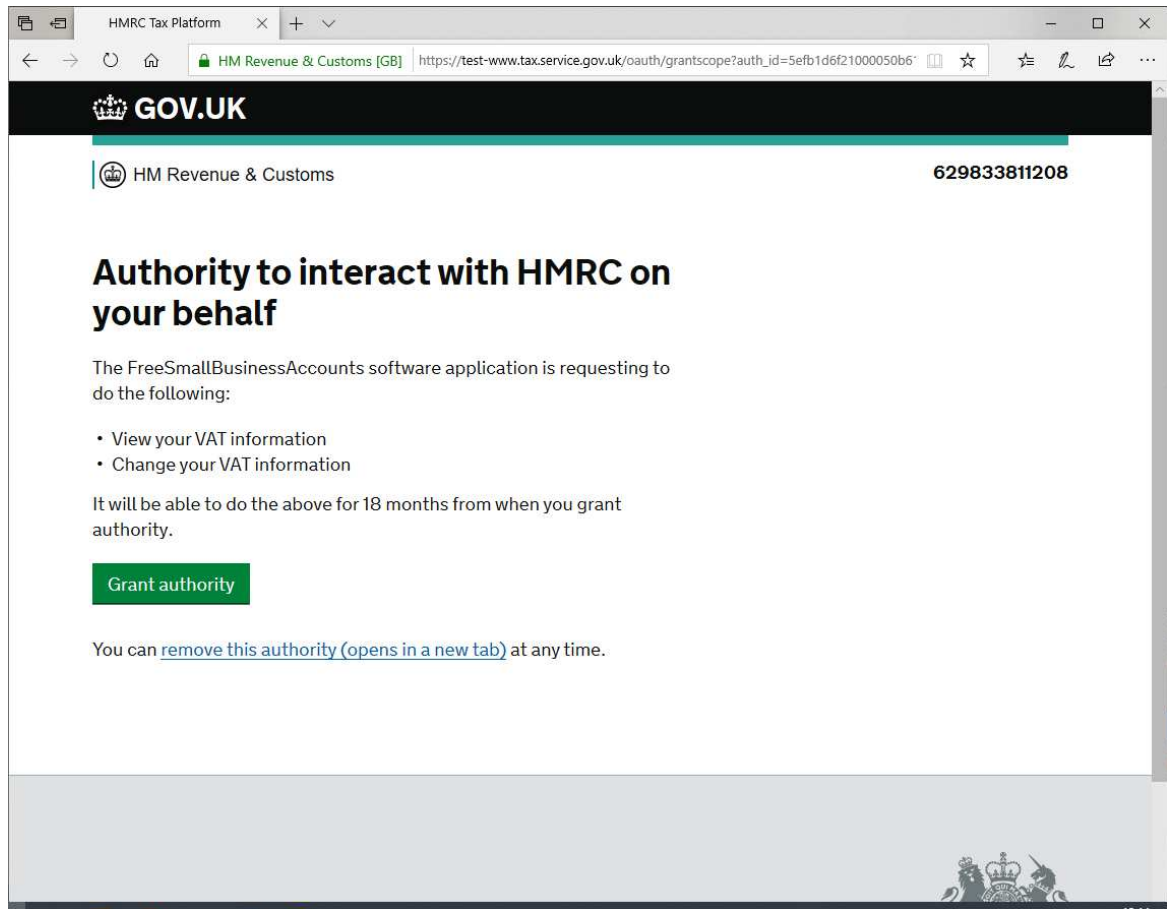 HMRC Tax Platform
HM Revenue & Customs [GB] https://test-www.tax.service.gov.uk/oauth/grantscope?auth_id=5efb1d6f21000050b6
GOV.UK
HM Revenue & Customs 629833811208
Authority to interact with HMRC on
your behalf
The FreeSmallBusinessAccounts software application is requesting to
do the following:
• View your VAT information
• Change your VAT information
It will be able to do the above for 18 months from when you grant
authority.
Grant authority
You can remove this authority (opens in a new tab) at any time.